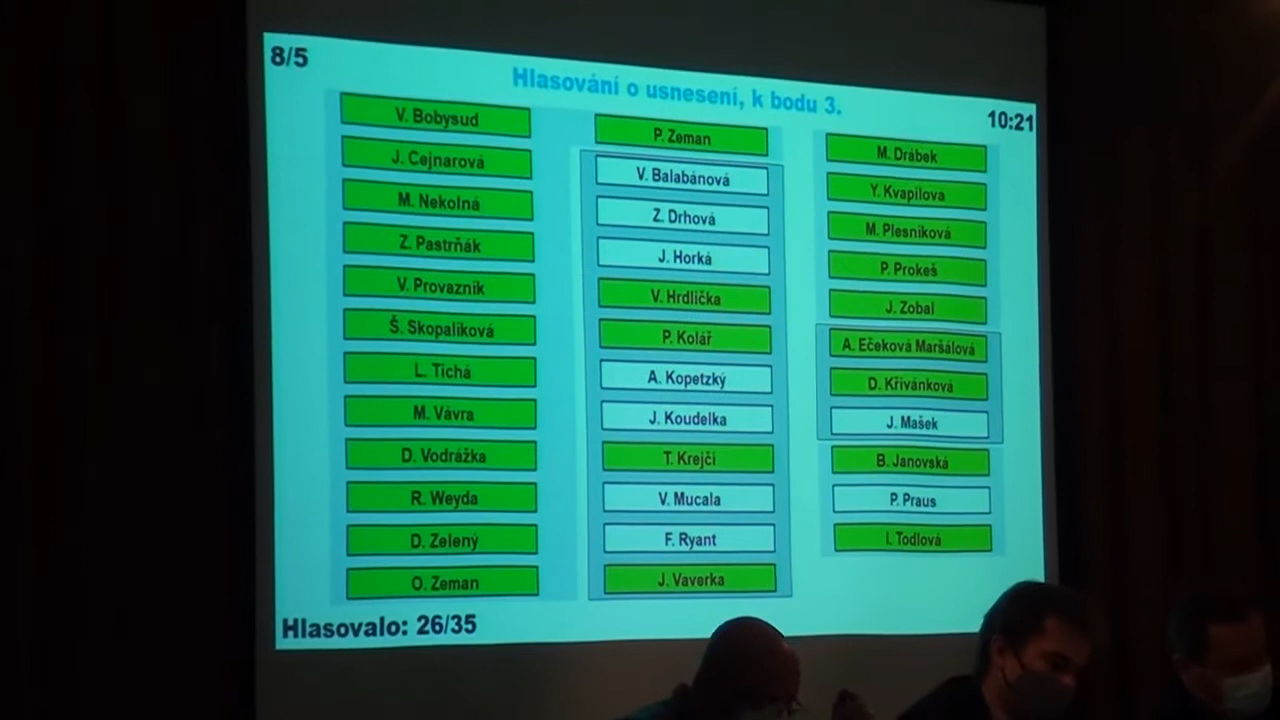 8/5
Hlasování o usnesení, k bodu 3.
10:21
V. Bobysud
J. Cejnarová
M. Nekolná
Z. Pastrňák
V. Provazník
Š. Skopalíková
L. Tichá
M. Vávra
D. Vodrážka
R. Weyda
D. Zelený
O. Zeman
P. Zeman
V. Balabánová
Z. Drhová
J. Horká
V. Hrdlička
P. Kolář
A. Kopetzký
J. Koudelka
T. Krejčí
V. Mucala
F. Ryant
J. Vaverka
M. Drábek
Y. Kvapilova
M. Plesníková
P. Prokeš
J. Zobal
A. Ečeková Maršálová
D. Křivánková
J. Mašek
B. Janovská
P. Praus
I. Todlová
Hlasovalo: 26/35